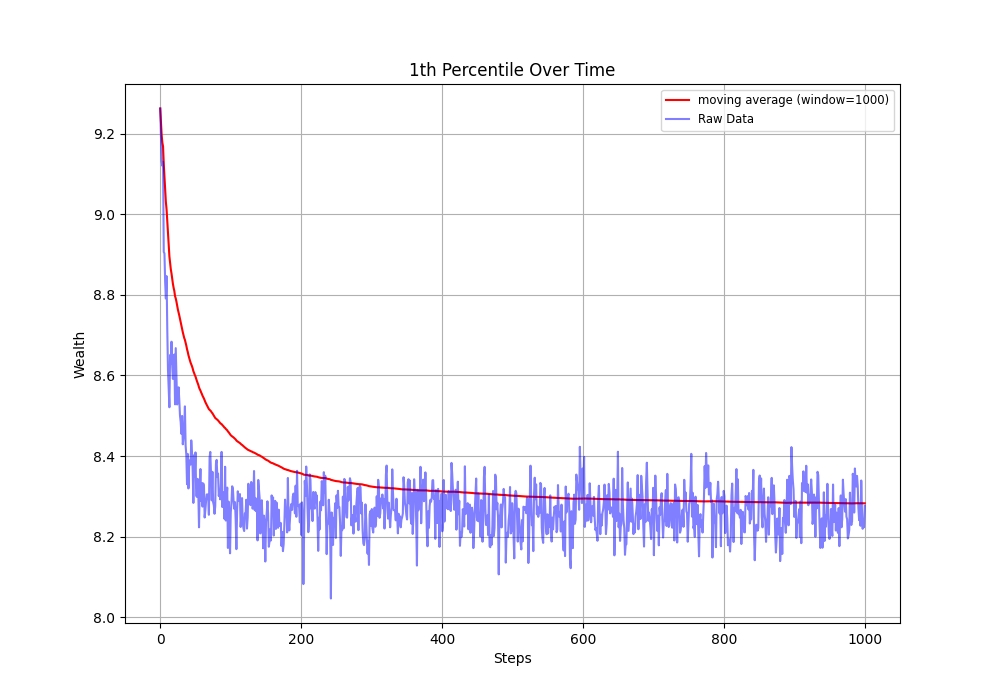 1th Percentile Over Time
moving average (window=1000)
Raw Data
Wealth
9.2
9.0
8.8
8.6
8.4
8.2
8.0
0
200
400
600
800
1000
Steps